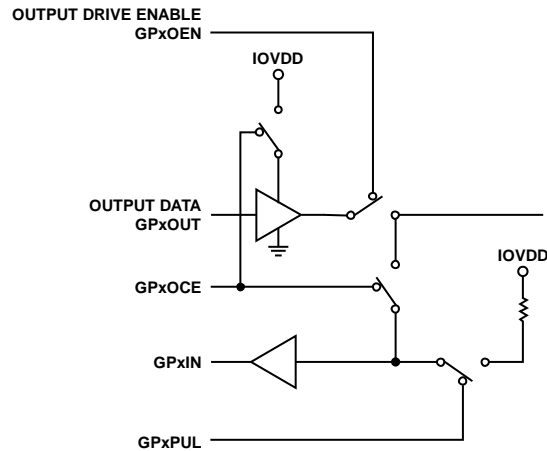 OUTPUT DRIVE ENABLE
GPxOEN
IOVDD
OUTPUT DATA
GPxOUT
IOVDD
GPxOCE
GPxIN
GPxPUL